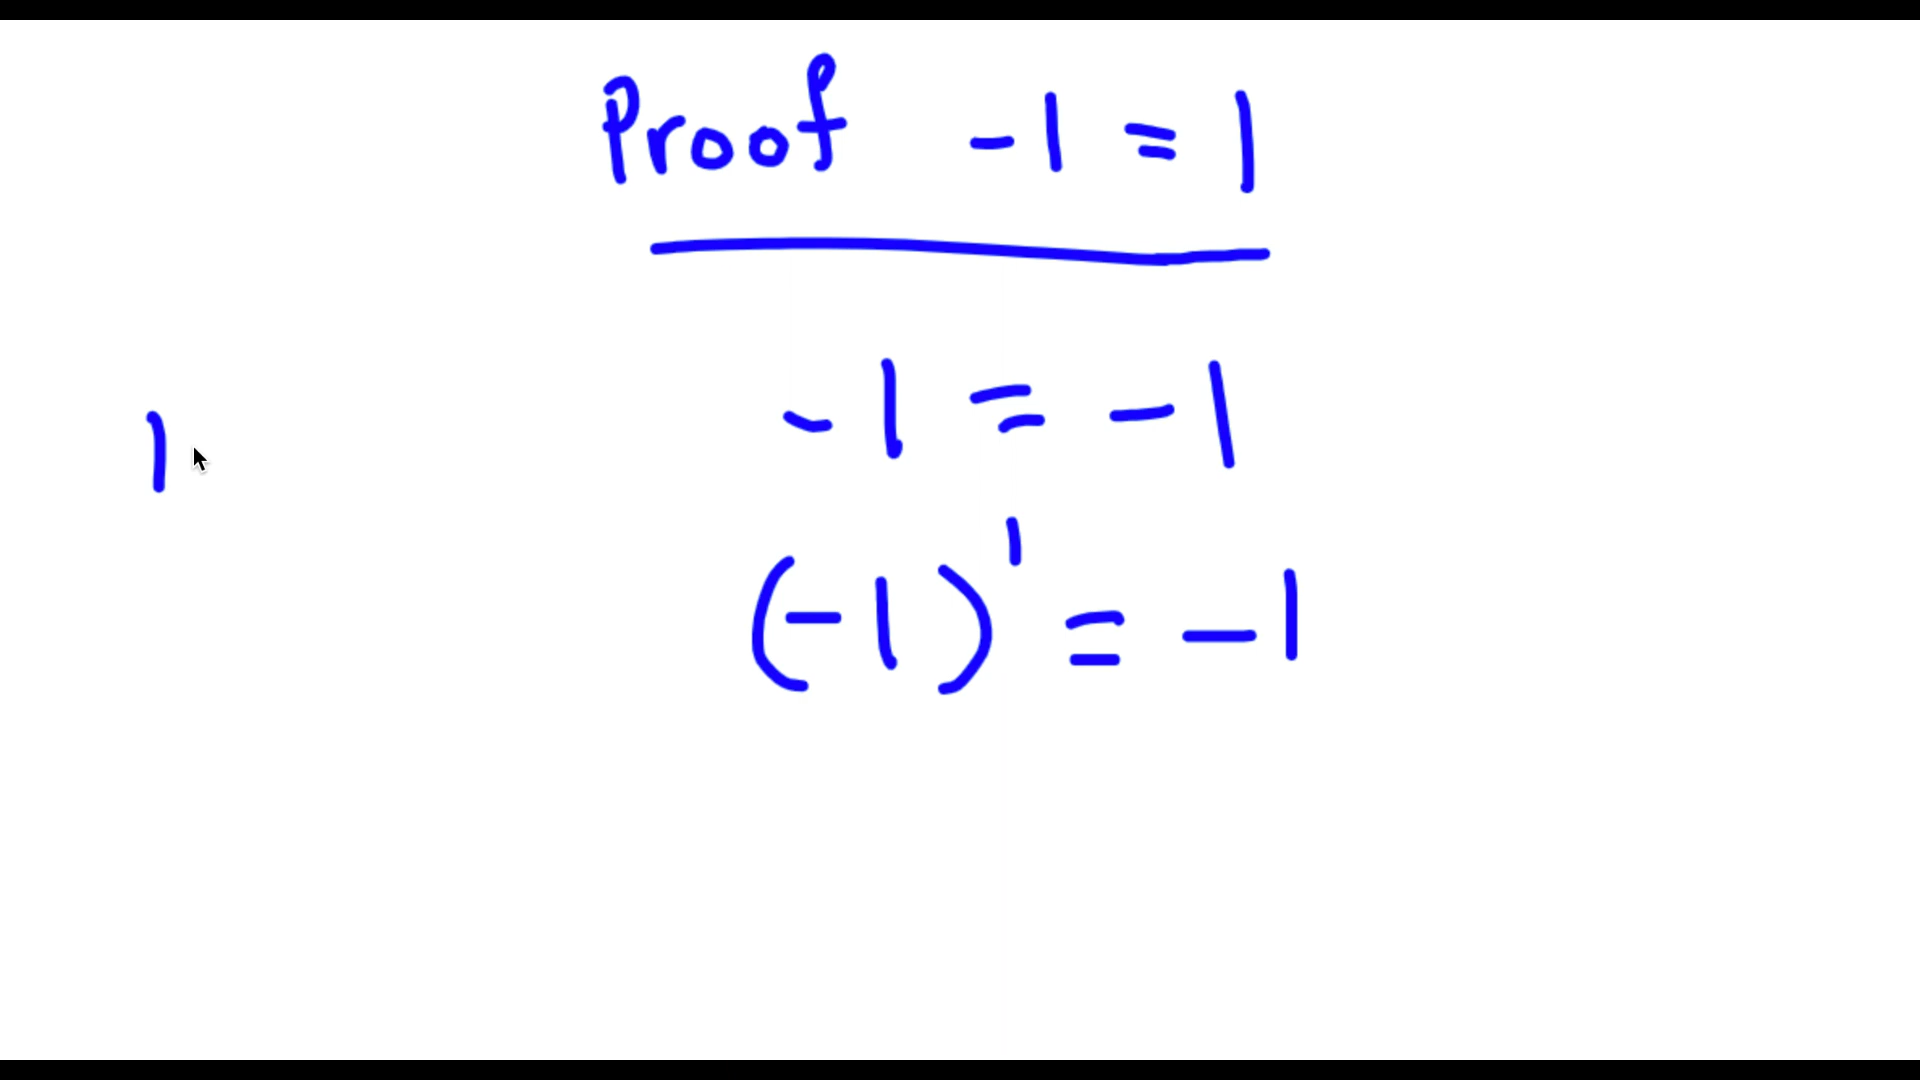 Proof -1 = 1
-1 = -1
1
(-1)¹ = -1